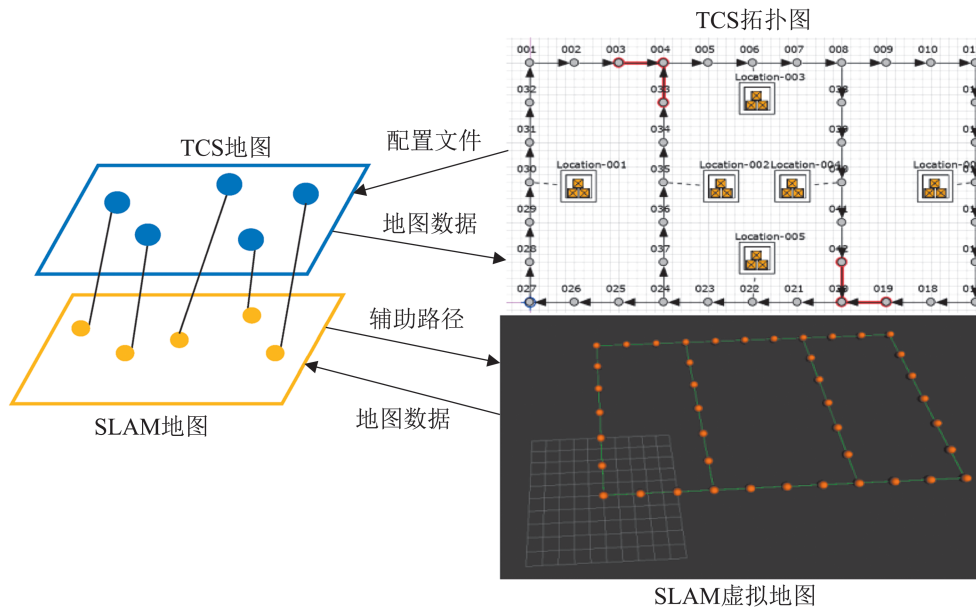 TCS拓扑图
001 002 003 004 005 006 007 008 009 010
Location-003
032 033
031 034
配置文件
TCS地图
030 Location-001 Location-002 Location-004
029 036
地图数据
Location-005
028 037
027 026 025 024 023 022 021 019 018
辅助路径
地图数据
SLAM地图
SLAM虚拟地图